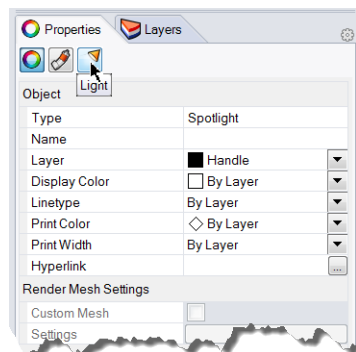 Properties Layers
Light
Object
Type Spotlight
Name
Layer Handle
Display Color By Layer
Linetype By Layer
Print Color By Layer
Print Width By Layer
Hyperlink ...
Render Mesh Settings
Custom Mesh
Settings